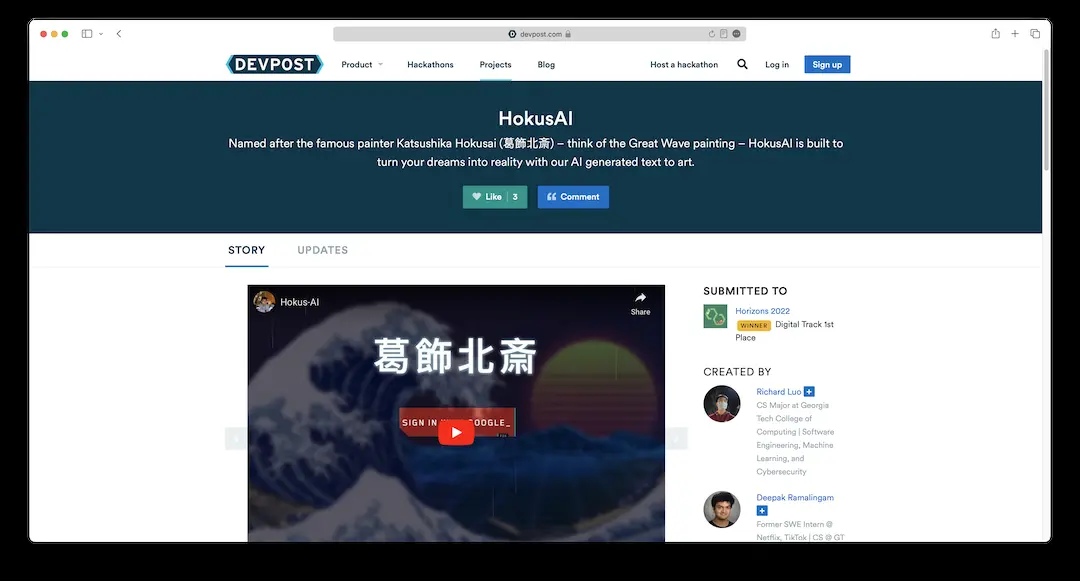 devpost.com
DEVPOST
Product
Hackathons
Projects
Blog
Host a hackathon
Log in
Sign up
HokusAI
Named after the famous painter Katsushika Hokusai (葛飾北斎) – think of the Great Wave painting – HokusAI is built to
turn your dreams into reality with our AI generated text to art.
Like 3
Comment
STORY
UPDATES
Hokus-AI
Share
葛飾北斎
SIGN IN GOOGLE_
SUBMITTED TO
Horizons 2022
WINNER Digital Track 1st
Place
CREATED BY
Richard Luo
CS Major at Georgia
Tech College of
Computing | Software
Engineering, Machine
Learning, and
Cybersecurity
Deepak Ramalingam
Former SWE Intern @
Netflix, TikTok | CS @ GT